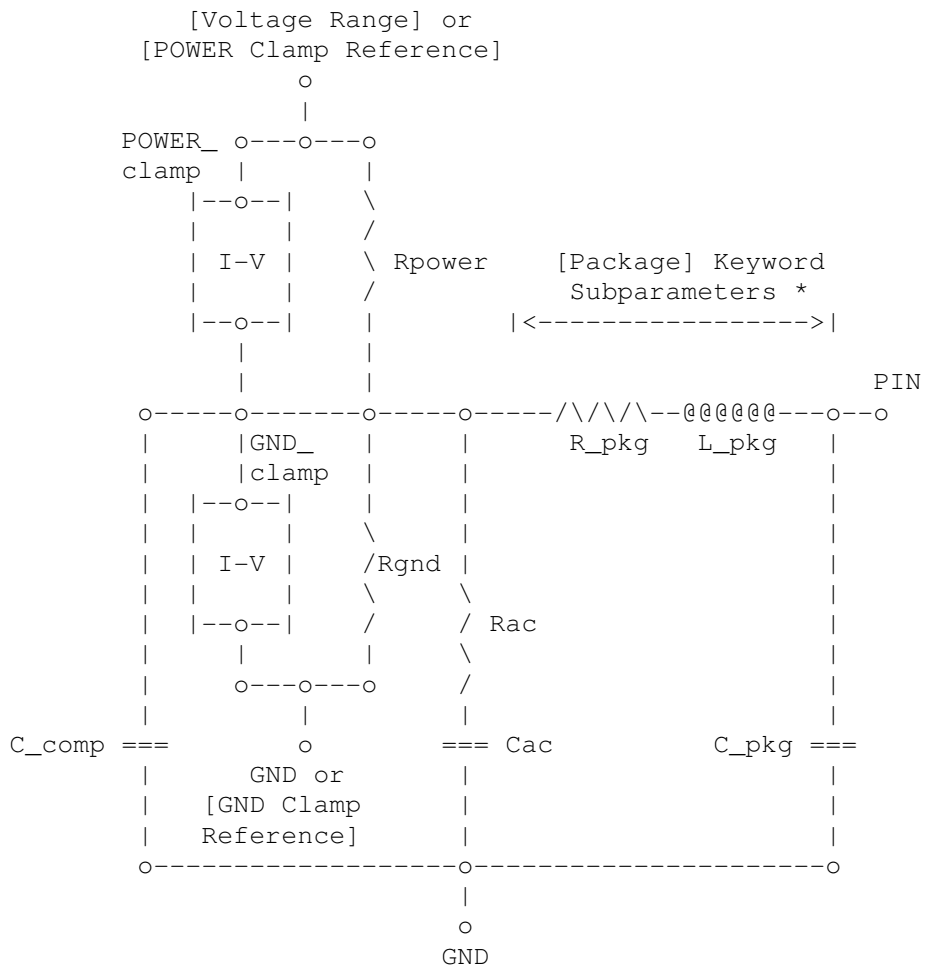 [Voltage Range] or
[POWER Clamp Reference]
POWER_
clamp
I-V
Rpower
[Package] Keyword
Subparameters *
PIN
R_pkg
L_pkg
GND_
clamp
I-V
Rgnd
Rac
C_comp
Cac
C_pkg
GND or
[GND Clamp
Reference]
GND